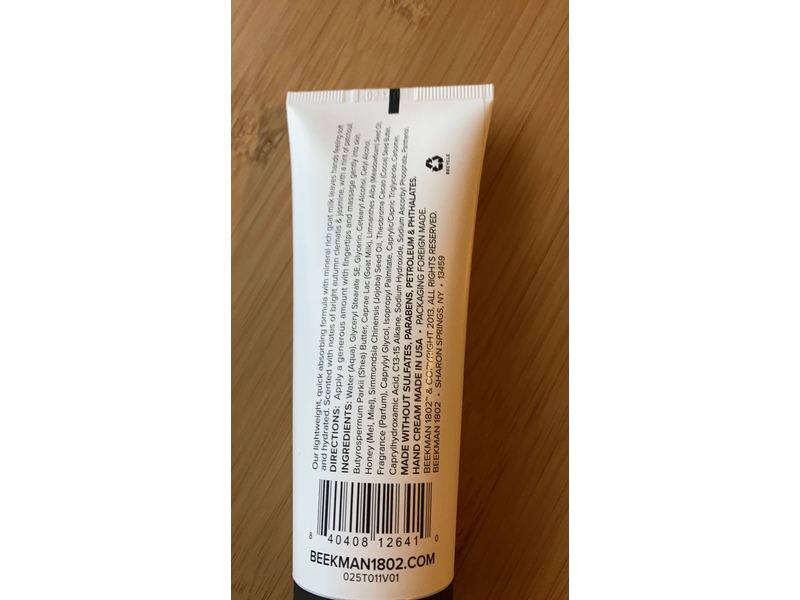 Our lightweight, quick absorbing formula with mineral rich goat milk leaves hands feeling soft
and hydrated. Scented with notes of bright autumn clematis & jasmine, with a hint of patchouli.
DIRECTIONS: Apply a generous amount with fingertips and massage gently into skin.
INGREDIENTS: Water (Aqua), Glyceryl Stearate SE, Glycerin, Cetearyl Alcohol, Cetyl Alcohol,
Butyrospermum Parkii (Shea) Butter, Caprae Lac (Goat Milk), Limnanthes Alba (Meadowfoam) Seed Oil,
Honey (Mel, Miel), Simmondsia Chinensis (Jojoba) Seed Oil, Theobroma Cacao (Cocoa) Seed Butter,
Fragrance (Parfum), Caprylyl Glycol, Isopropyl Palmitate, Caprylic/Capric Triglyceride, Carbomer,
Caprylhydroxamic Acid, C13-15 Alkane, Sodium Hydroxide, Sodium Ascorbyl Phosphate, Panthenol.
MADE WITHOUT SULFATES, PARABENS, PETROLEUM & PHTHALATES.
HAND CREAM MADE IN USA • PACKAGING FOREIGN MADE.
BEEKMAN 1802™ & COPYRIGHT 2013. ALL RIGHTS RESERVED.
BEEKMAN 1802 • SHARON SPRINGS, NY • 13459
RECYCLE
8 40408 12641 0
BEEKMAN1802.COM
025T011V01